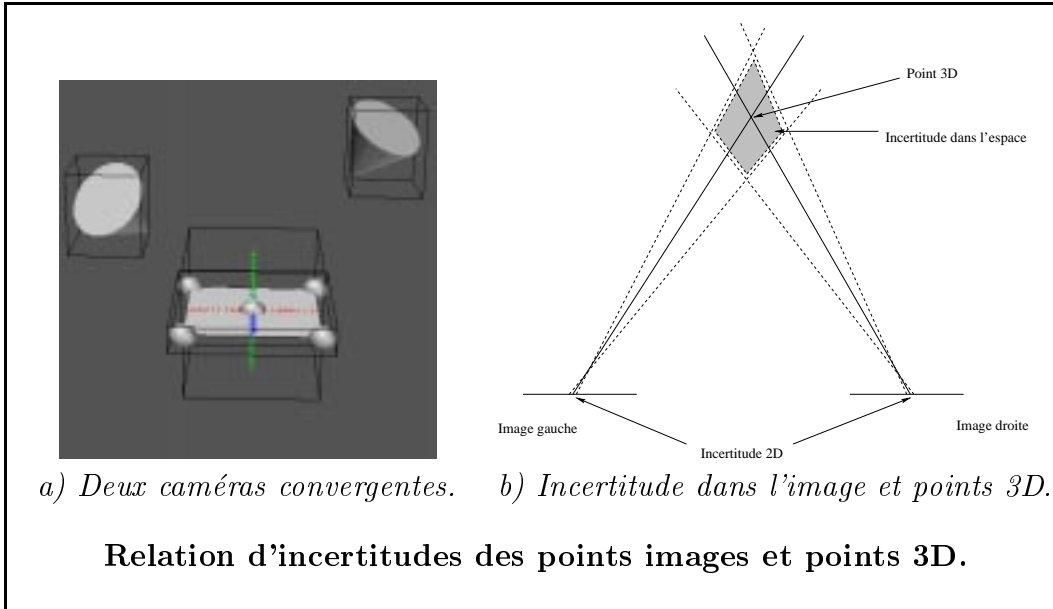 Point 3D
Incertitude dans l'espace
Image gauche
Image droite
Incertitude 2D
a) Deux caméras convergentes.
b) Incertitude dans l'image et points 3D.
Relation d'incertitudes des points images et points 3D.